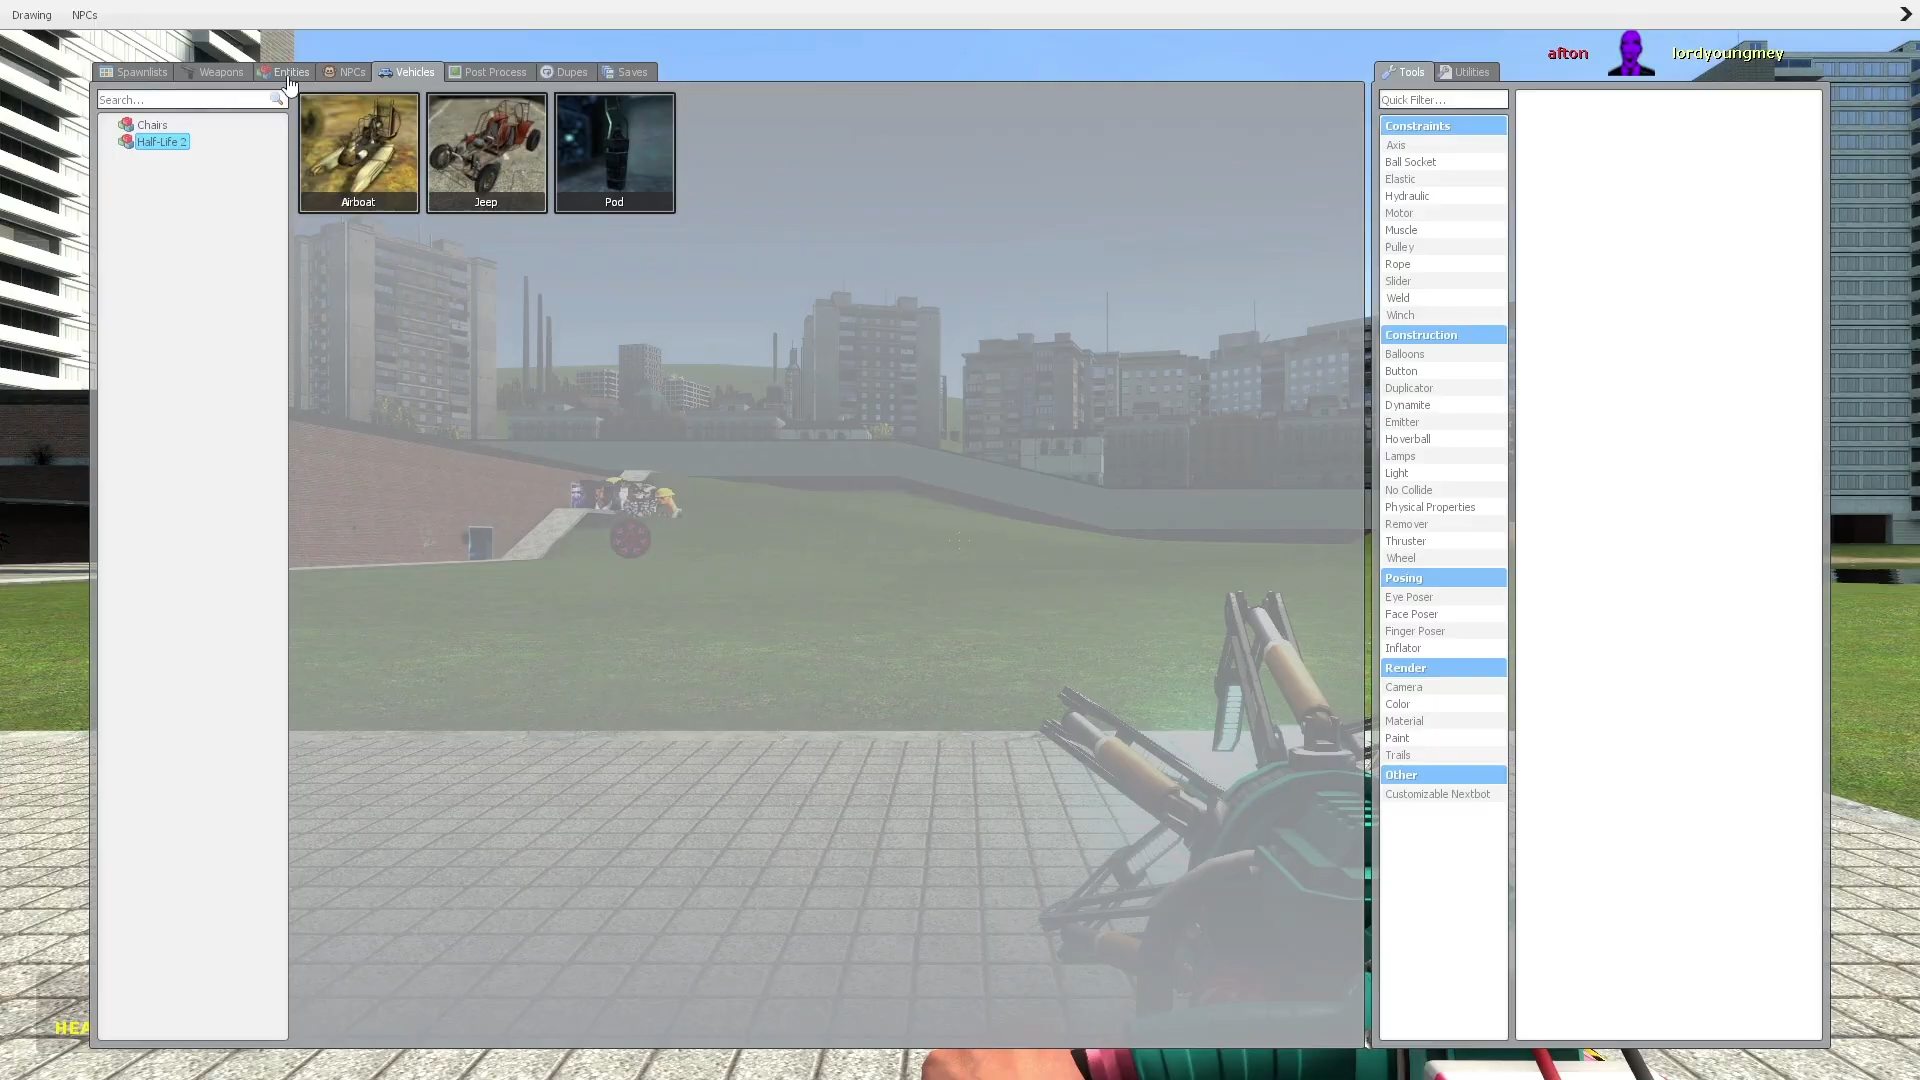 Drawing NPCs
afton lordyoungmey
Spawnlists Weapons Entities NPCs Vehicles Post Process Dupes Saves
Tools Utilities
Search...
Quick Filter...
Chairs
Half-Life 2
Airboat Jeep Pod
Constraints
Axis
Ball Socket
Elastic
Hydraulic
Motor
Muscle
Pulley
Rope
Slider
Weld
Winch
Construction
Balloons
Button
Duplicator
Dynamite
Emitter
Hoverball
Lamps
Light
No Collide
Physical Properties
Remover
Thruster
Wheel
Posing
Eye Poser
Face Poser
Finger Poser
Inflator
Render
Camera
Color
Material
Paint
Trails
Other
Customizable Nextbot
HEA